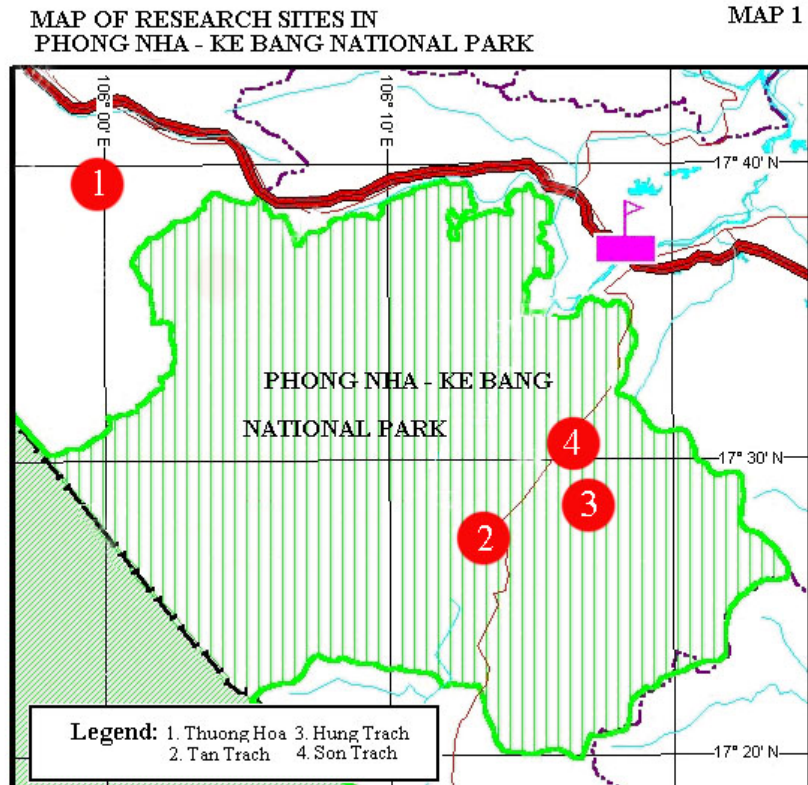 MAP OF RESEARCH SITES IN
PHONG NHA - KE BANG NATIONAL PARK
MAP 1
106° 00' E
106° 10' E
17° 40' N
1
PHONG NHA - KE BANG
NATIONAL PARK
4
17° 30' N
3
2
Legend: 1. Thuong Hoa 3. Hung Trach
2. Tan Trach 4. Son Trach
17° 20' N